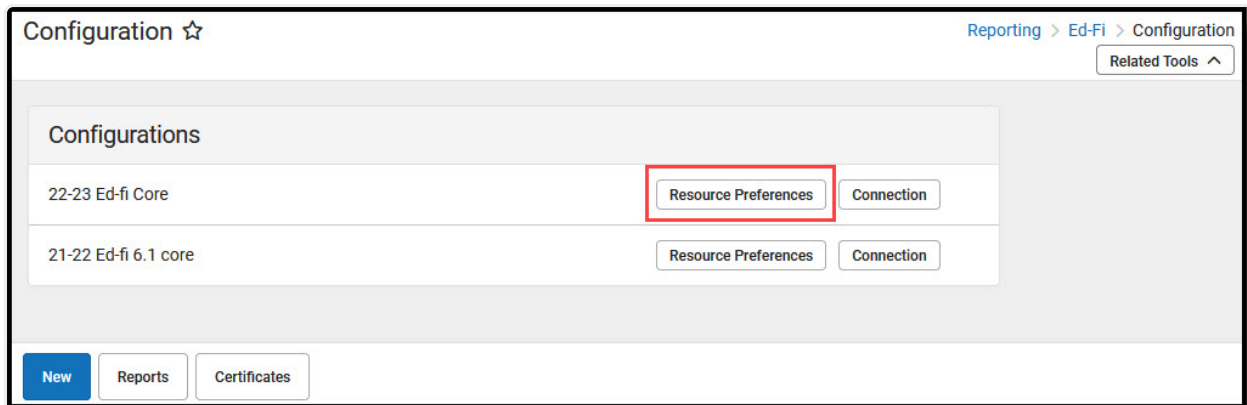 Configuration
Reporting > Ed-Fi > Configuration
Related Tools
Configurations
22-23 Ed-fi Core Resource Preferences Connection
21-22 Ed-fi 6.1 core Resource Preferences Connection
New Reports Certificates